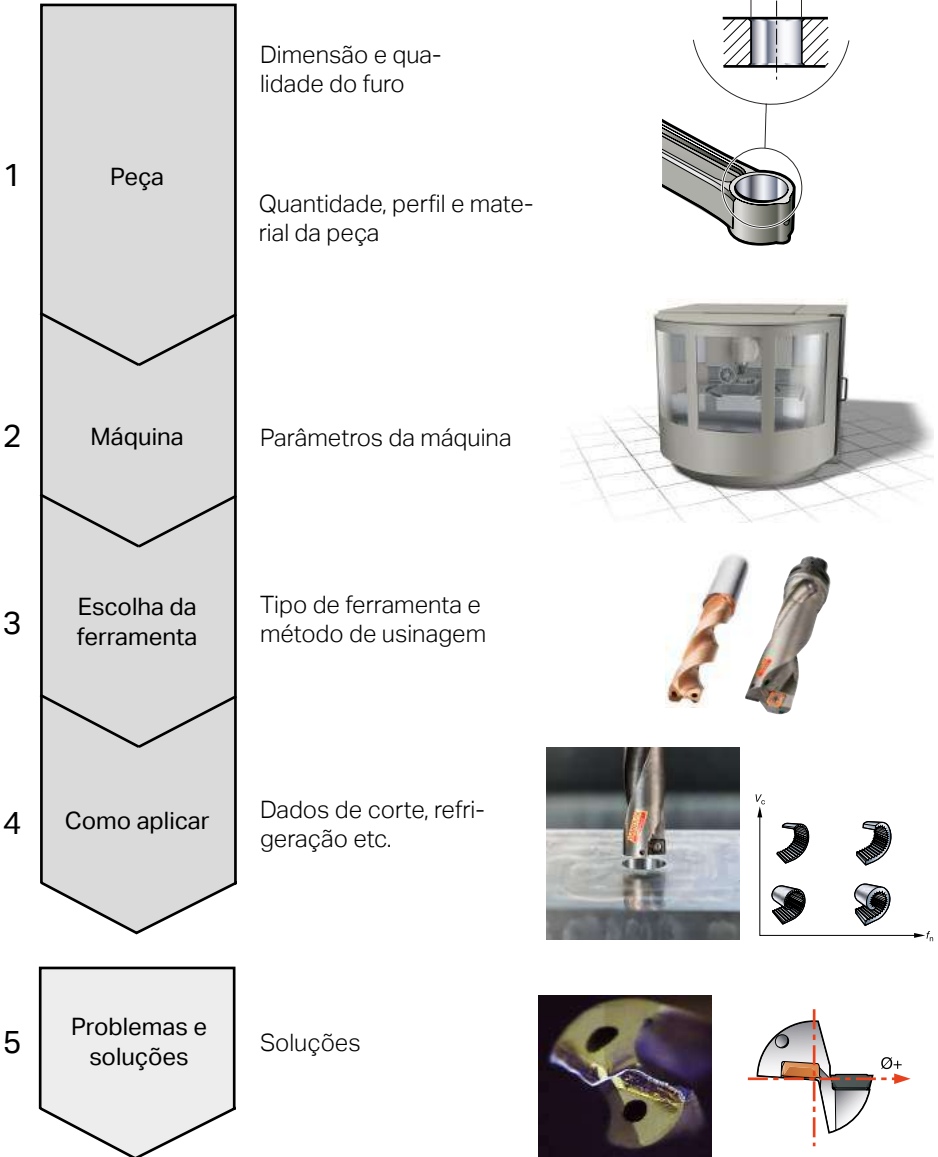 Dimensão e qua-
lidade do furo
1
Peça
Quantidade, perfil e mate-
rial da peça
2
Máquina
Parâmetros da máquina
3
Escolha da
ferramenta
Tipo de ferramenta e
método de usinagem
4
Como aplicar
Dados de corte, refri-
geração etc.
Vc
fn
5
Problemas e
soluções
Soluções
Ø+